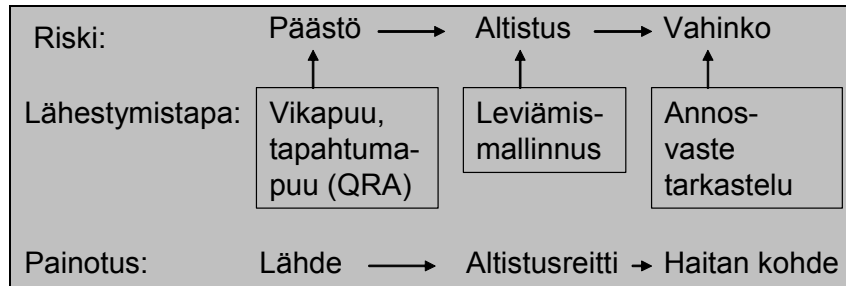 Riski: Päästö Altistus Vahinko
Lähestymistapa: Vikapuu, Leviämis- Annos-
tapahtuma- mallinnus vaste
puu (QRA) tarkastelu
Painotus: Lähde Altistusreitti Haitan kohde